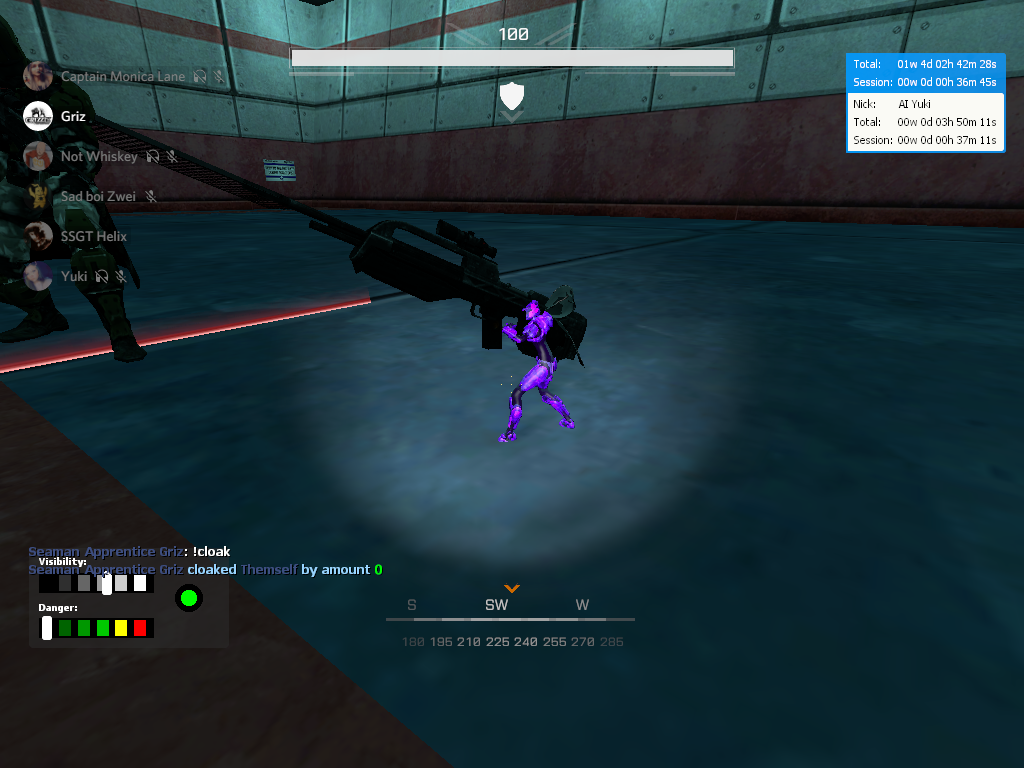 100
Total: 01w 4d 02h 42m 28s
Session: 00w 0d 00h 36m 45s
Nick: AI Yuki
Total: 00w 0d 03h 50m 11s
Session: 00w 0d 00h 37m 11s
Captain Monica Lane
Griz
Not Whiskey
Sad boi Zwei
SSGT Helix
Yuki
Seaman Apprentice Griz: !cloak
Visibility:
Seaman Apprentice Griz cloaked Themself by amount 0
Danger:
S SW W
180 195 210 225 240 255 270 285